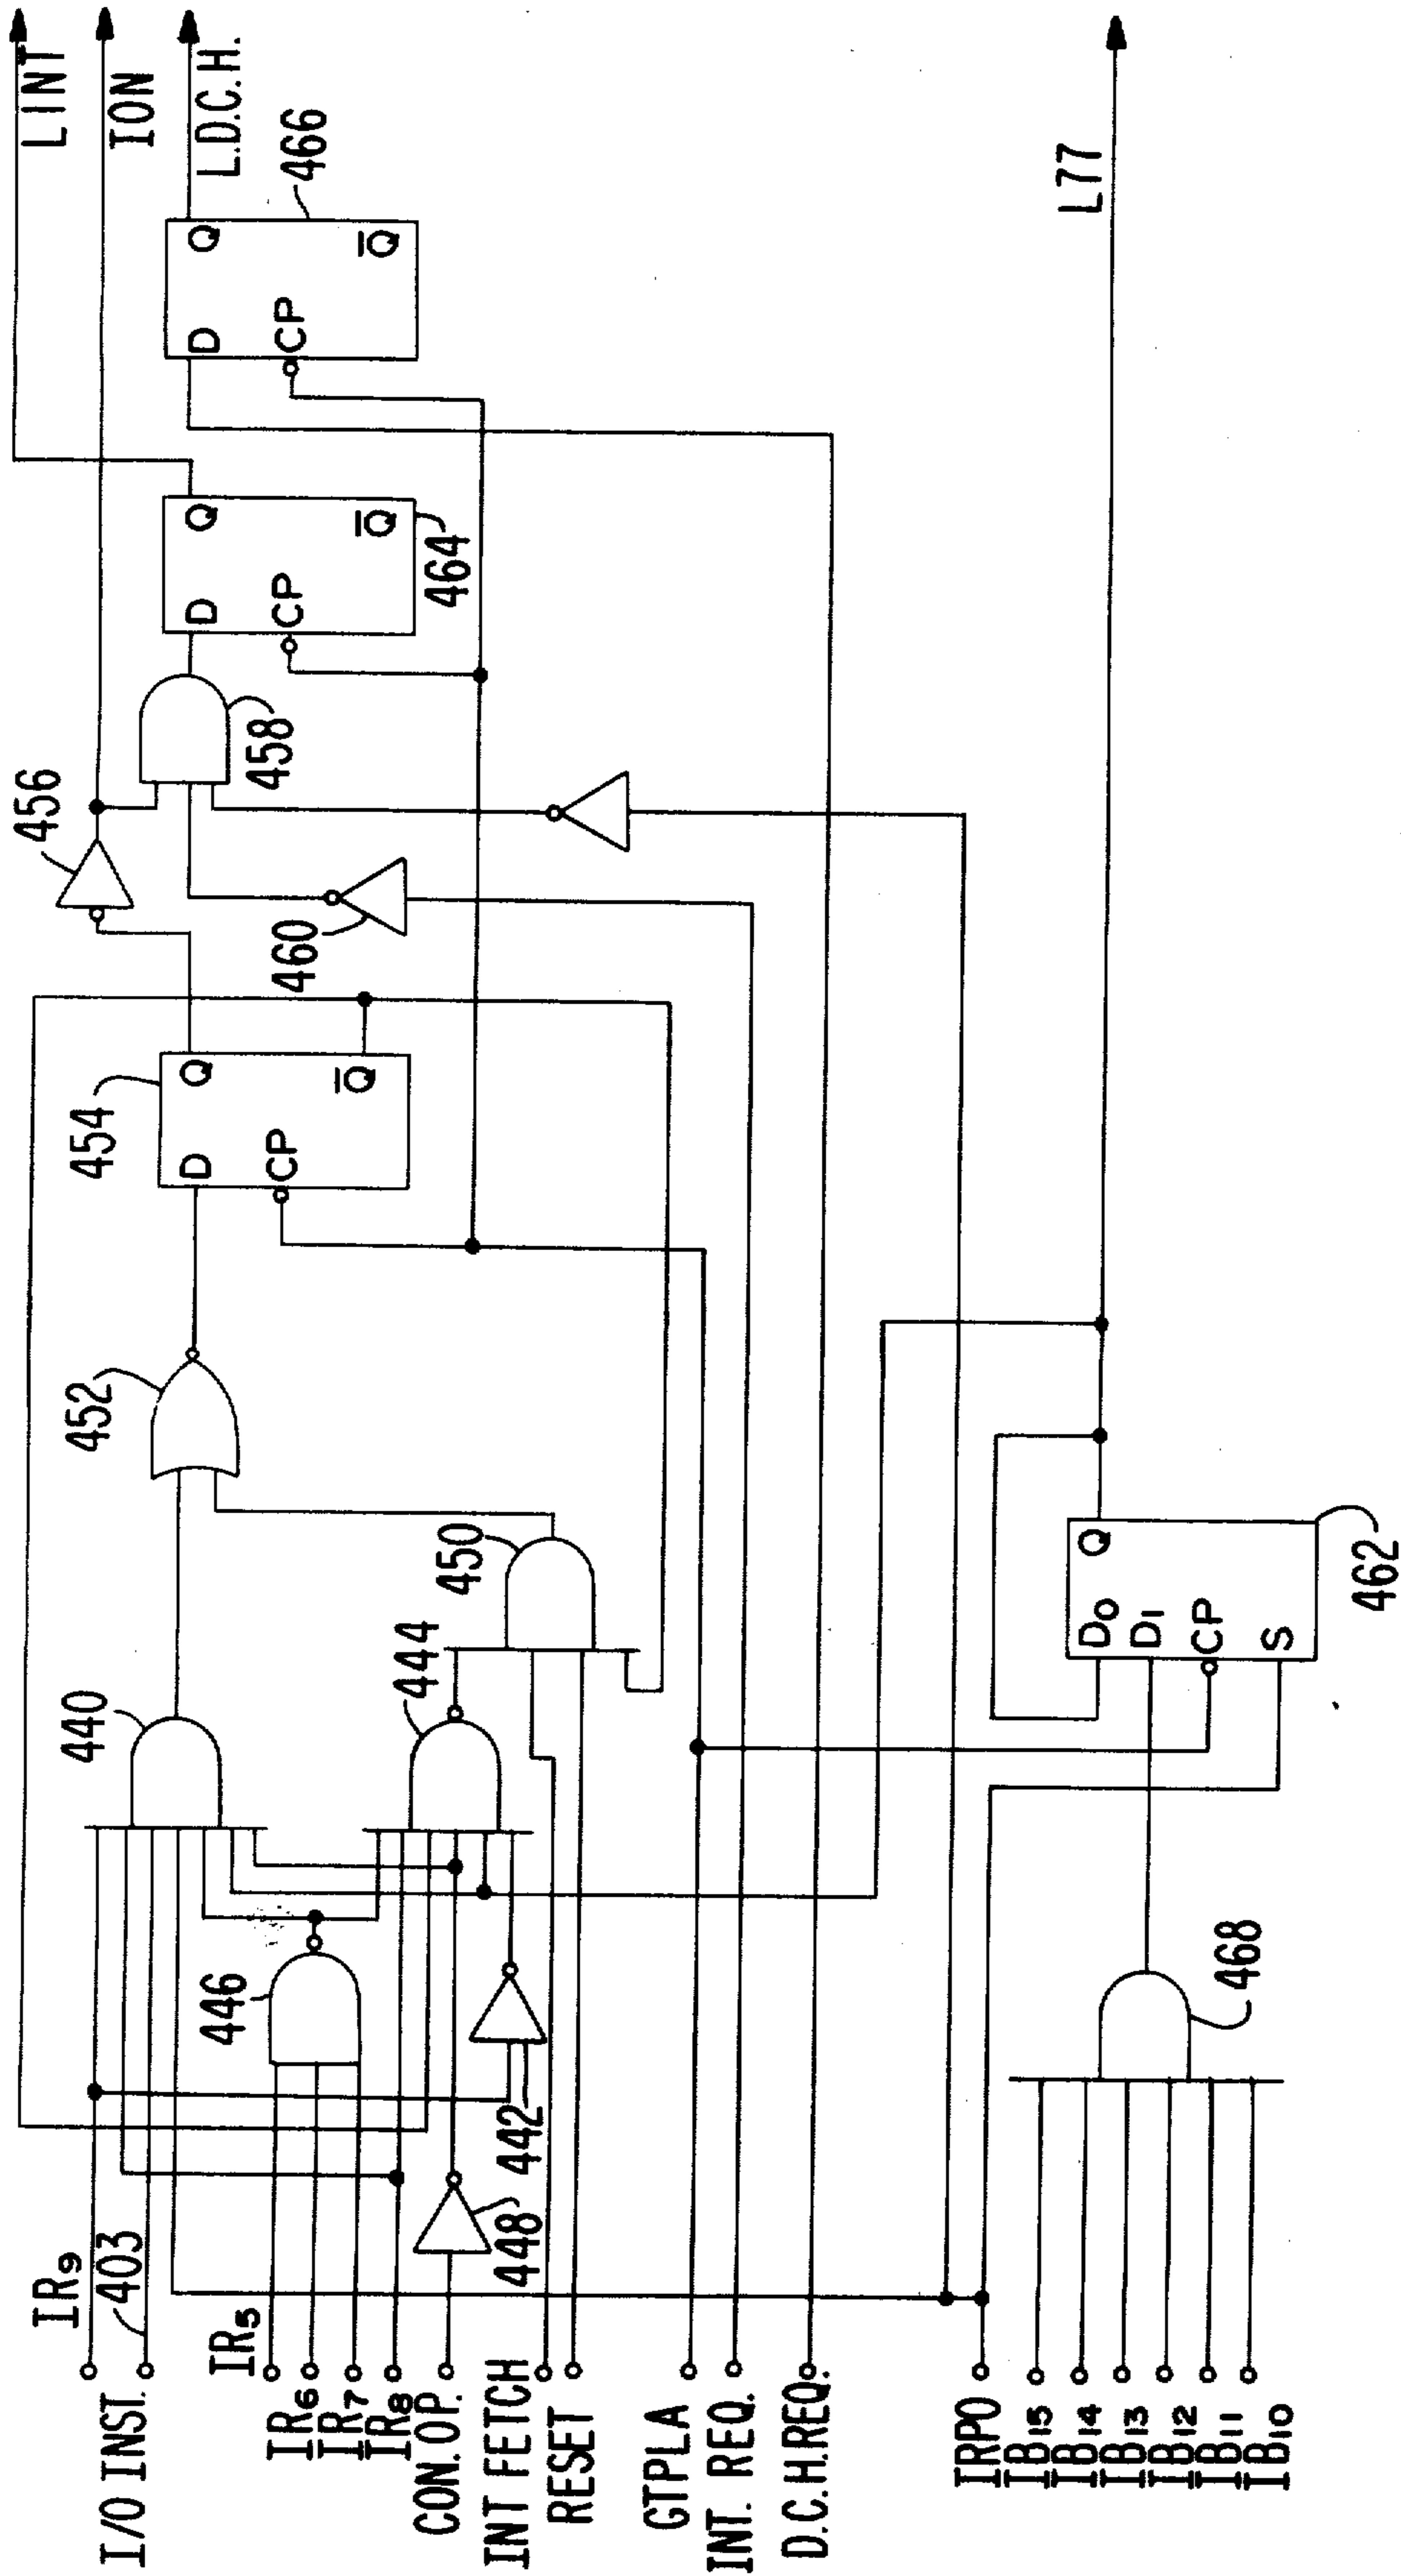 LINT
ION
L.D.C.H.
466
Q
Q
D
CP
464
Q
Q
D
CP
458
456
460
454
Q
Q
D
CP
452
450
440
444
446
442
448
403
IR9
I/O INST.
IR5
IR6
IR7
IR8
CON.OP.
INT FETCH
RESET
GTPLA
INT. REQ.
D.C.H.REQ.
L77
462
Q
D0
D1
CP
S
468
IRPO
IB15
IB14
IB13
IB12
IB11
IB10